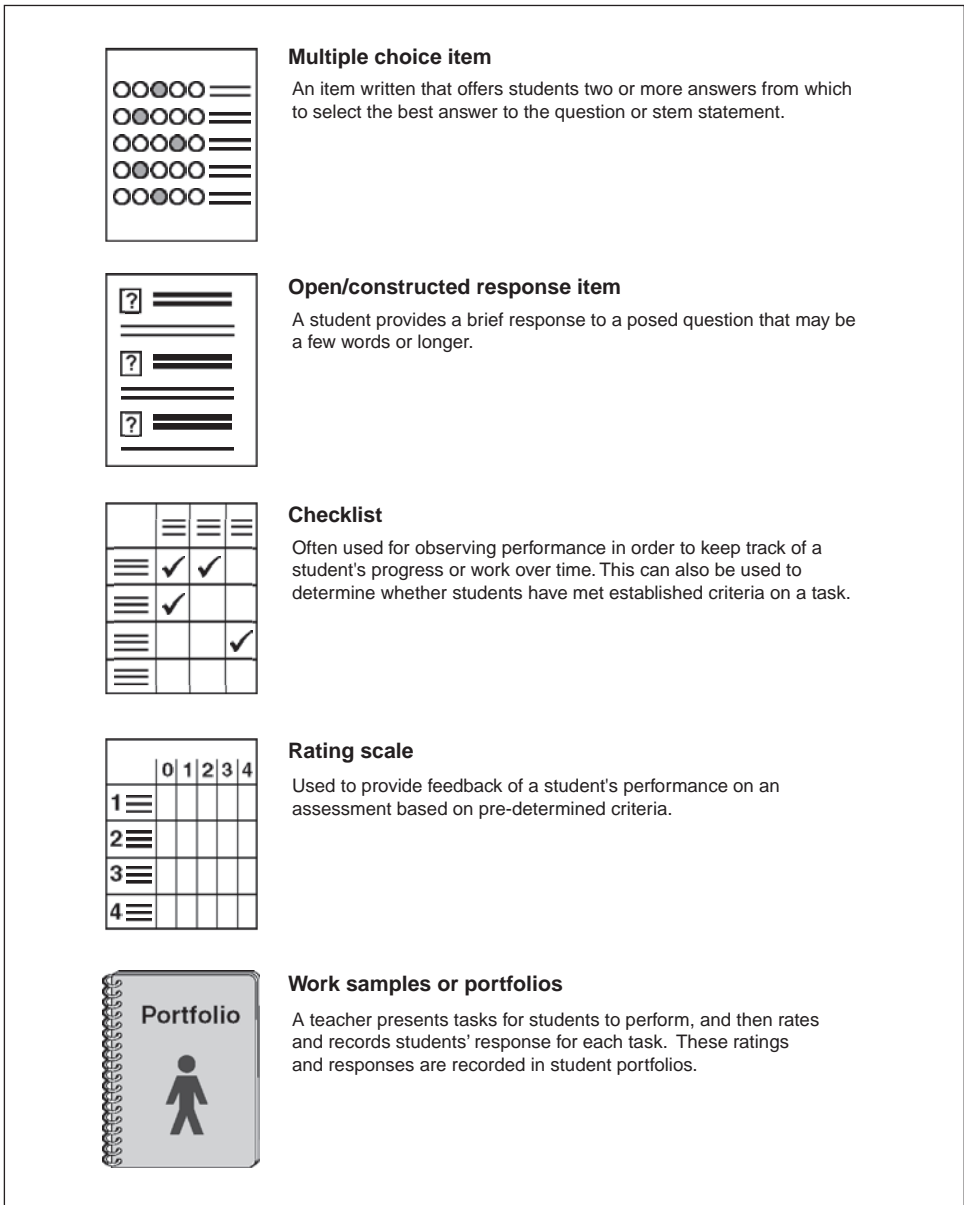 Multiple choice item
An item written that offers students two or more answers from which
to select the best answer to the question or stem statement.
?
?
?
Open/constructed response item
A student provides a brief response to a posed question that may be
a few words or longer.
Checklist
Often used for observing performance in order to keep track of a
student's progress or work over time. This can also be used to
determine whether students have met established criteria on a task.
0 1 2 3 4
1
2
3
4
Rating scale
Used to provide feedback of a student's performance on an
assessment based on pre-determined criteria.
Portfolio
Work samples or portfolios
A teacher presents tasks for students to perform, and then rates
and records students’ response for each task. These ratings
and responses are recorded in student portfolios.